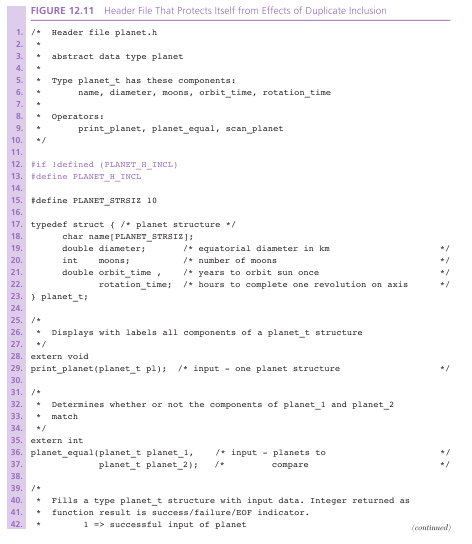 FIGURE 12.11 Header File That Protects Itself from Effects of Duplicate Inclusion
1. /* Header file planet.h
2. *
3. * abstract data type planet
4. *
5. * Type planet_t has these components:
6. * name, diameter, moons, orbit_time, rotation_time
7. *
8. * Operators:
9. * print_planet, planet_equal, scan_planet
10. */
11.
12. #if !defined (PLANET_H_INCL)
13. #define PLANET_H_INCL
14.
15. #define PLANET_STRSIZ 10
16.
17. typedef struct { /* planet structure */
18. char name[PLANET_STRSIZ];
19. double diameter; /* equatorial diameter in km */
20. int moons; /* number of moons */
21. double orbit_time , /* years to orbit sun once */
22. rotation_time; /* hours to complete one revolution on axis */
23. } planet_t;
24.
25. /*
26. * Displays with labels all components of a planet_t structure
27. */
28. extern void
29. print_planet(planet_t pl); /* input - one planet structure */
30.
31. /*
32. * Determines whether or not the components of planet_1 and planet_2
33. * match
34. */
35. extern int
36. planet_equal(planet_t planet_1, /* input - planets to */
37. planet_t planet_2); /* compare */
38.
39. /*
40. * Fills a type planet_t structure with input data. Integer returned as
41. * function result is success/failure/EOF indicator.
42. * 1 => successful input of planet
(continued)